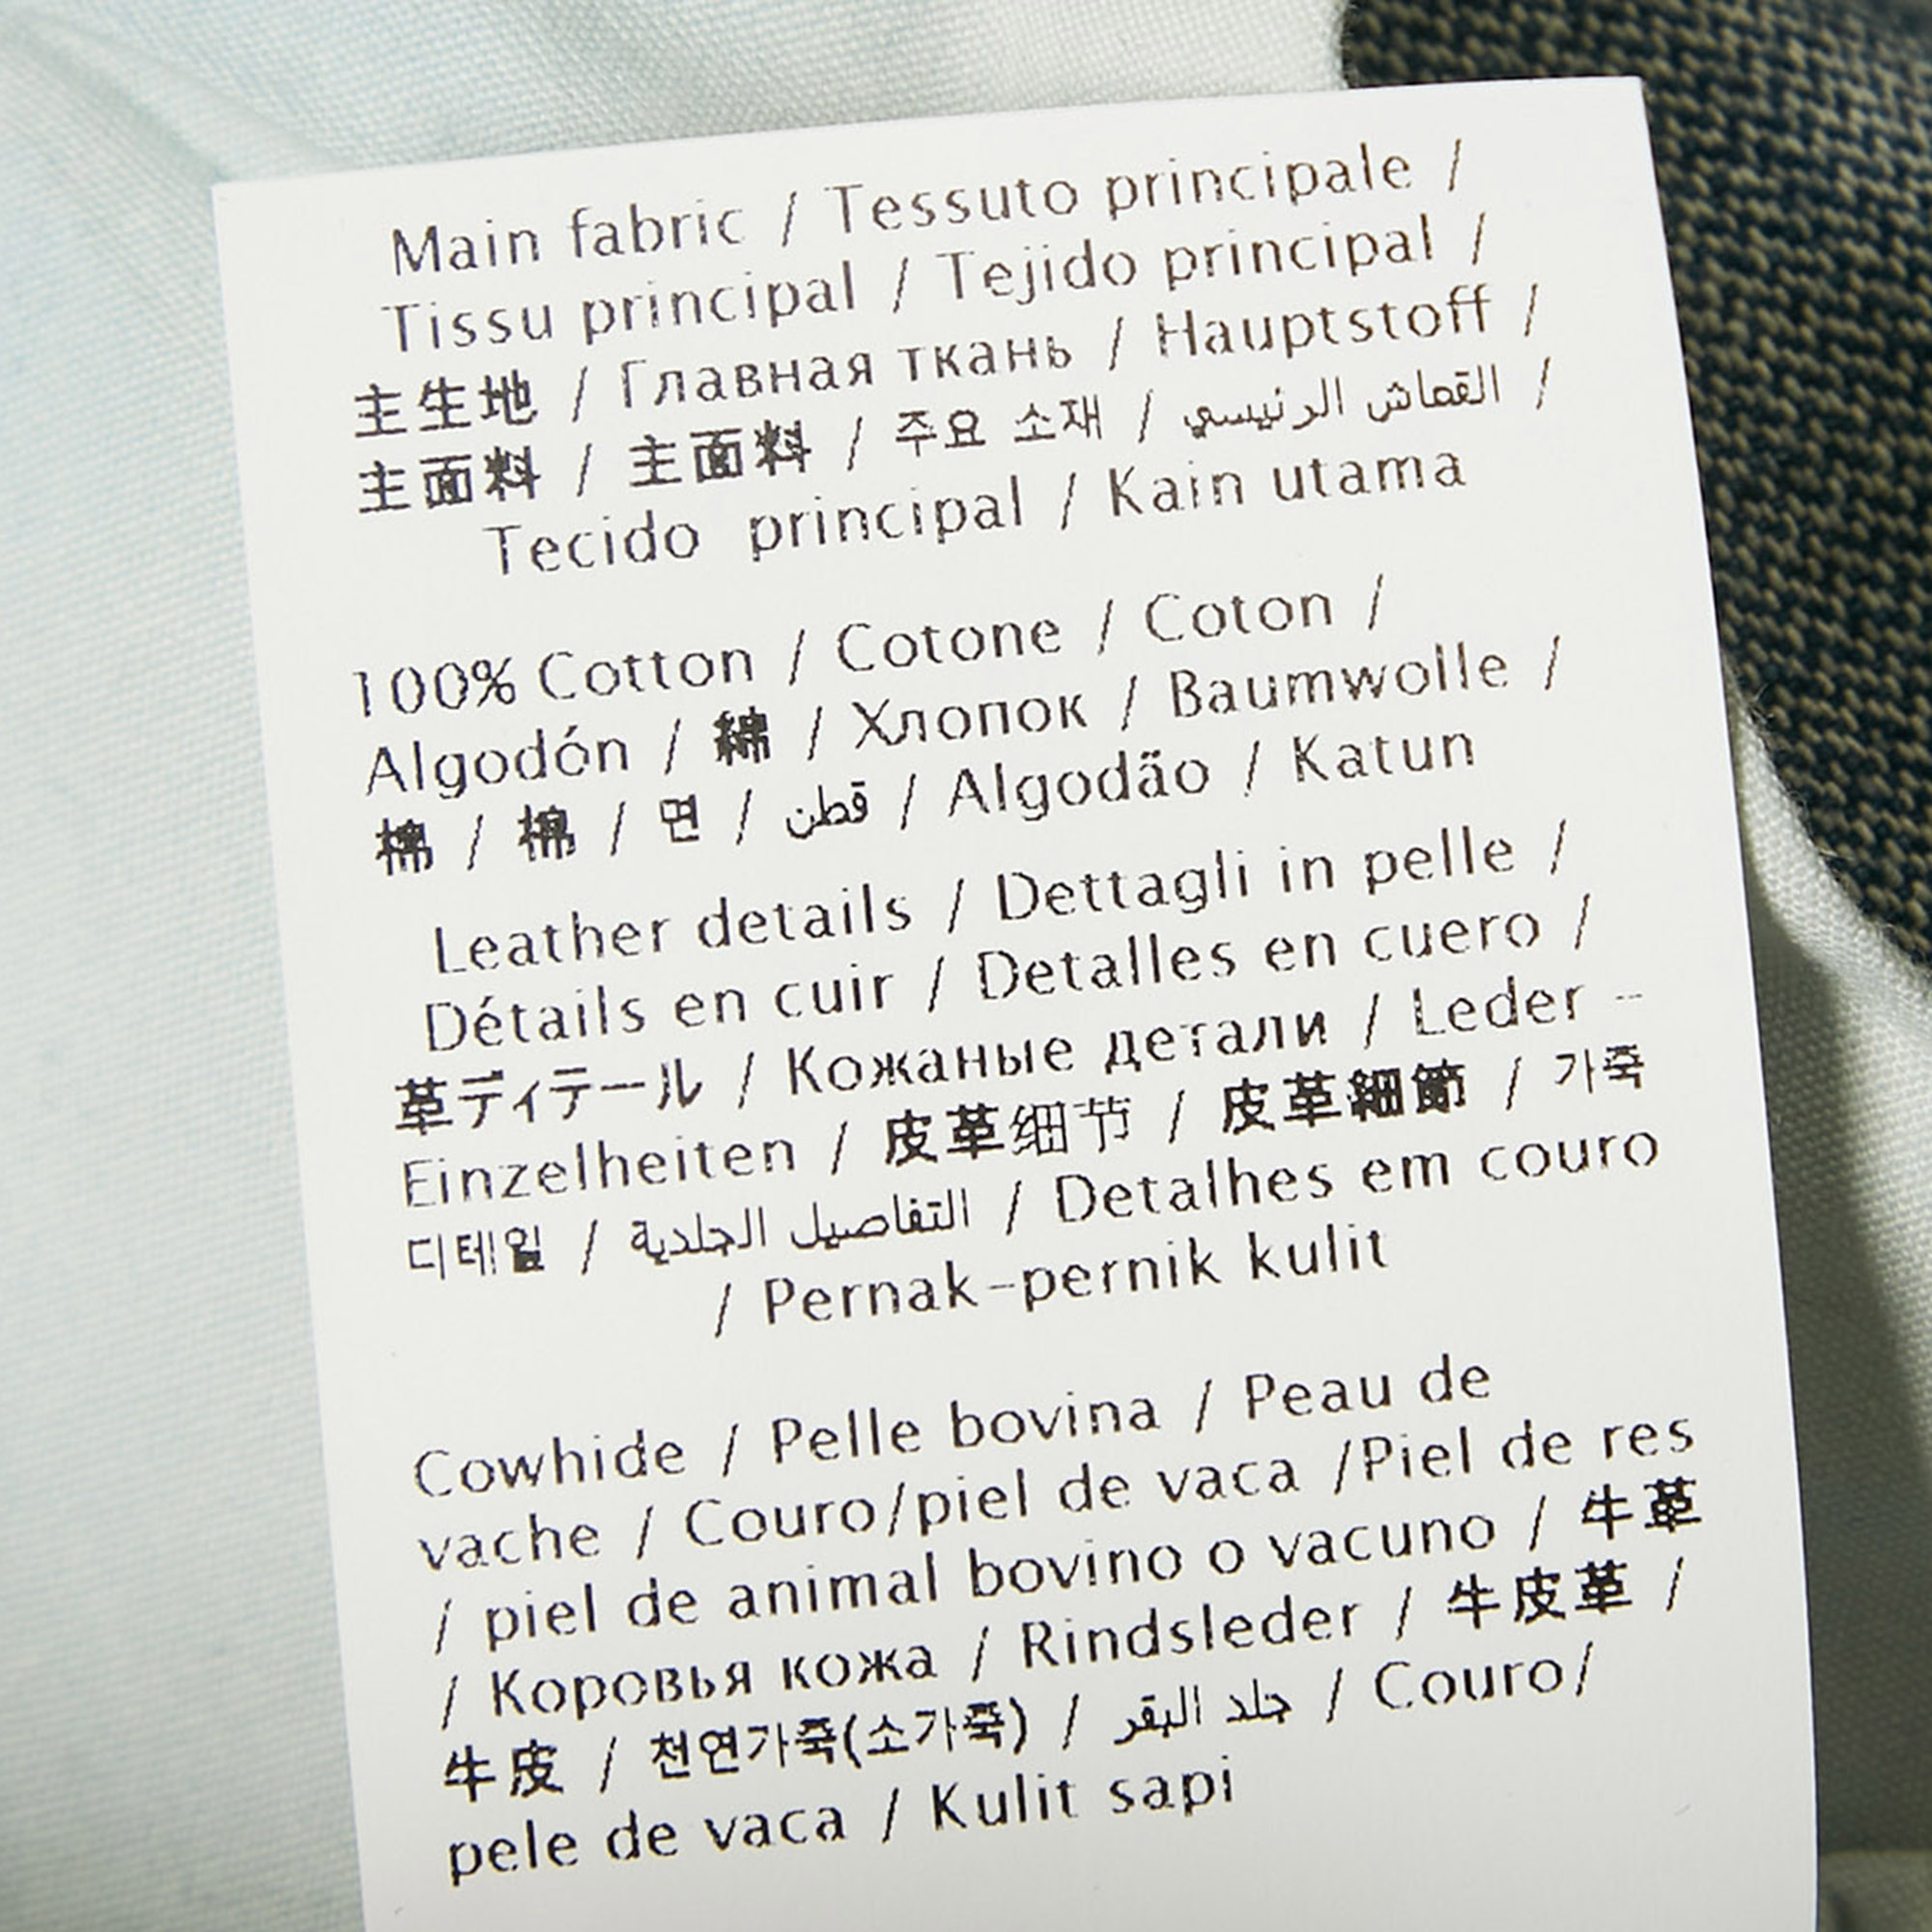 Main fabric / Tessuto principale /
Tissu principal / Tejido principal /
主生地 / Главная ткань / Hauptstoff /
主面料 / 主面料 / 주요 소재 / القماش الرئيسي /
Tecido principal / Kain utama
100% Cotton / Cotone / Coton /
Algodón / 綿 / Хлопок / Baumwolle /
棉 / 棉 / 면 / قطن / Algodão / Katun
Leather details / Dettagli in pelle /
Détails en cuir / Detalles en cuero /
革ディテール / Кожаные детали / Leder -
Einzelheiten / 皮革细节 / 皮革細節 / 가죽
디테일 / التفاصيل الجلدية / Detalhes em couro
/ Pernak-pernik kulit
Cowhide / Pelle bovina / Peau de
vache / Couro/piel de vaca /Piel de res
/ piel de animal bovino o vacuno / 牛革
/ Коровья кожа / Rindsleder / 牛皮革 /
牛皮 / 천연가죽(소가죽) / جلد البقر / Couro/
pele de vaca / Kulit sapi